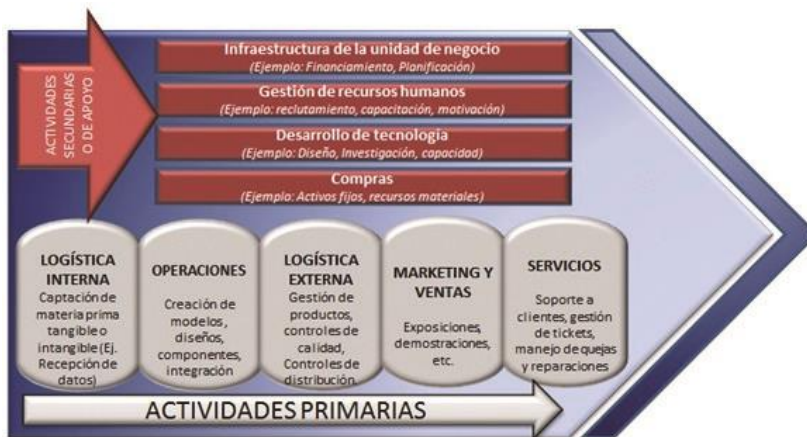 ACTIVIDADES
SECUNDARIAS
O DE APOYO
Infraestructura de la unidad de negocio
(Ejemplo: Financiamiento, Planificación)
Gestión de recursos humanos
(Ejemplo: reclutamiento, capacitación, motivación)
Desarrollo de tecnologia
(Ejemplo: Diseño, Investigación, capacidad)
Compras
(Ejemplo: Activos fijos, recursos materiales)
LOGÍSTICA
INTERNA
Captación de
materia prima
tangible o
intangible (Ej.
Recepción de
datos)
OPERACIONES
Creación de
modelos,
diseños,
componentes,
integración
LOGÍSTICA
EXTERNA
Gestión de
productos,
controles de
calidad,
Controles de
distribución.
MARKETING Y
VENTAS
Exposiciones,
demostraciones,
etc.
SERVICIOS
Soporte a
clientes, gestión
de tickets,
manejo de quejas
y reparaciones
ACTIVIDADES PRIMARIAS